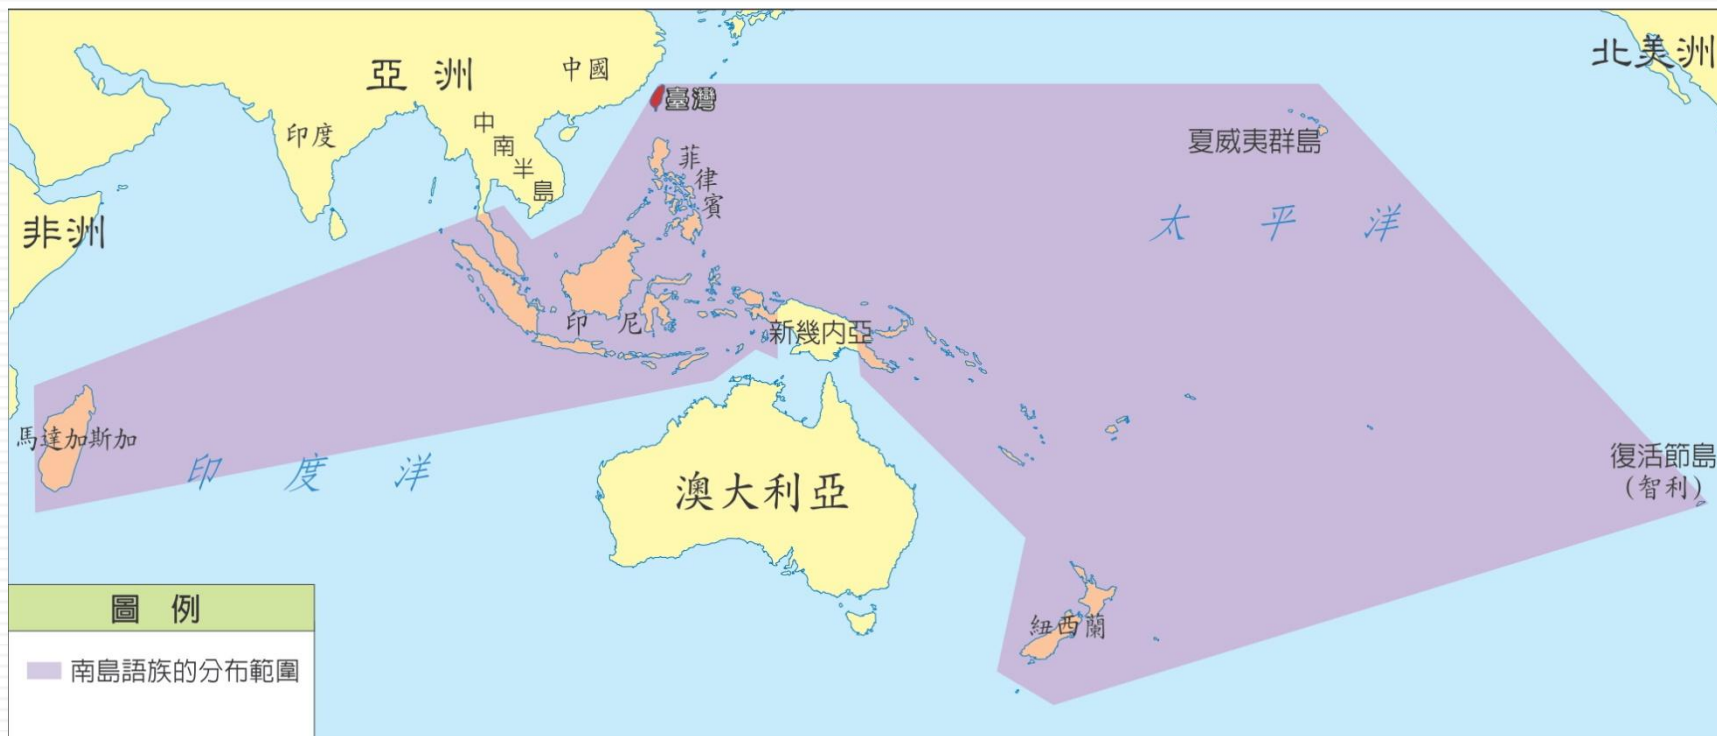 亞洲
中國
北美洲
臺灣
印度
中南半島
夏威夷群島
菲律賓
非洲
太平洋
印尼
新幾內亞
馬達加斯加
印度洋
澳大利亞
復活節島
(智利)
紐西蘭
圖例
南島語族的分布範圍